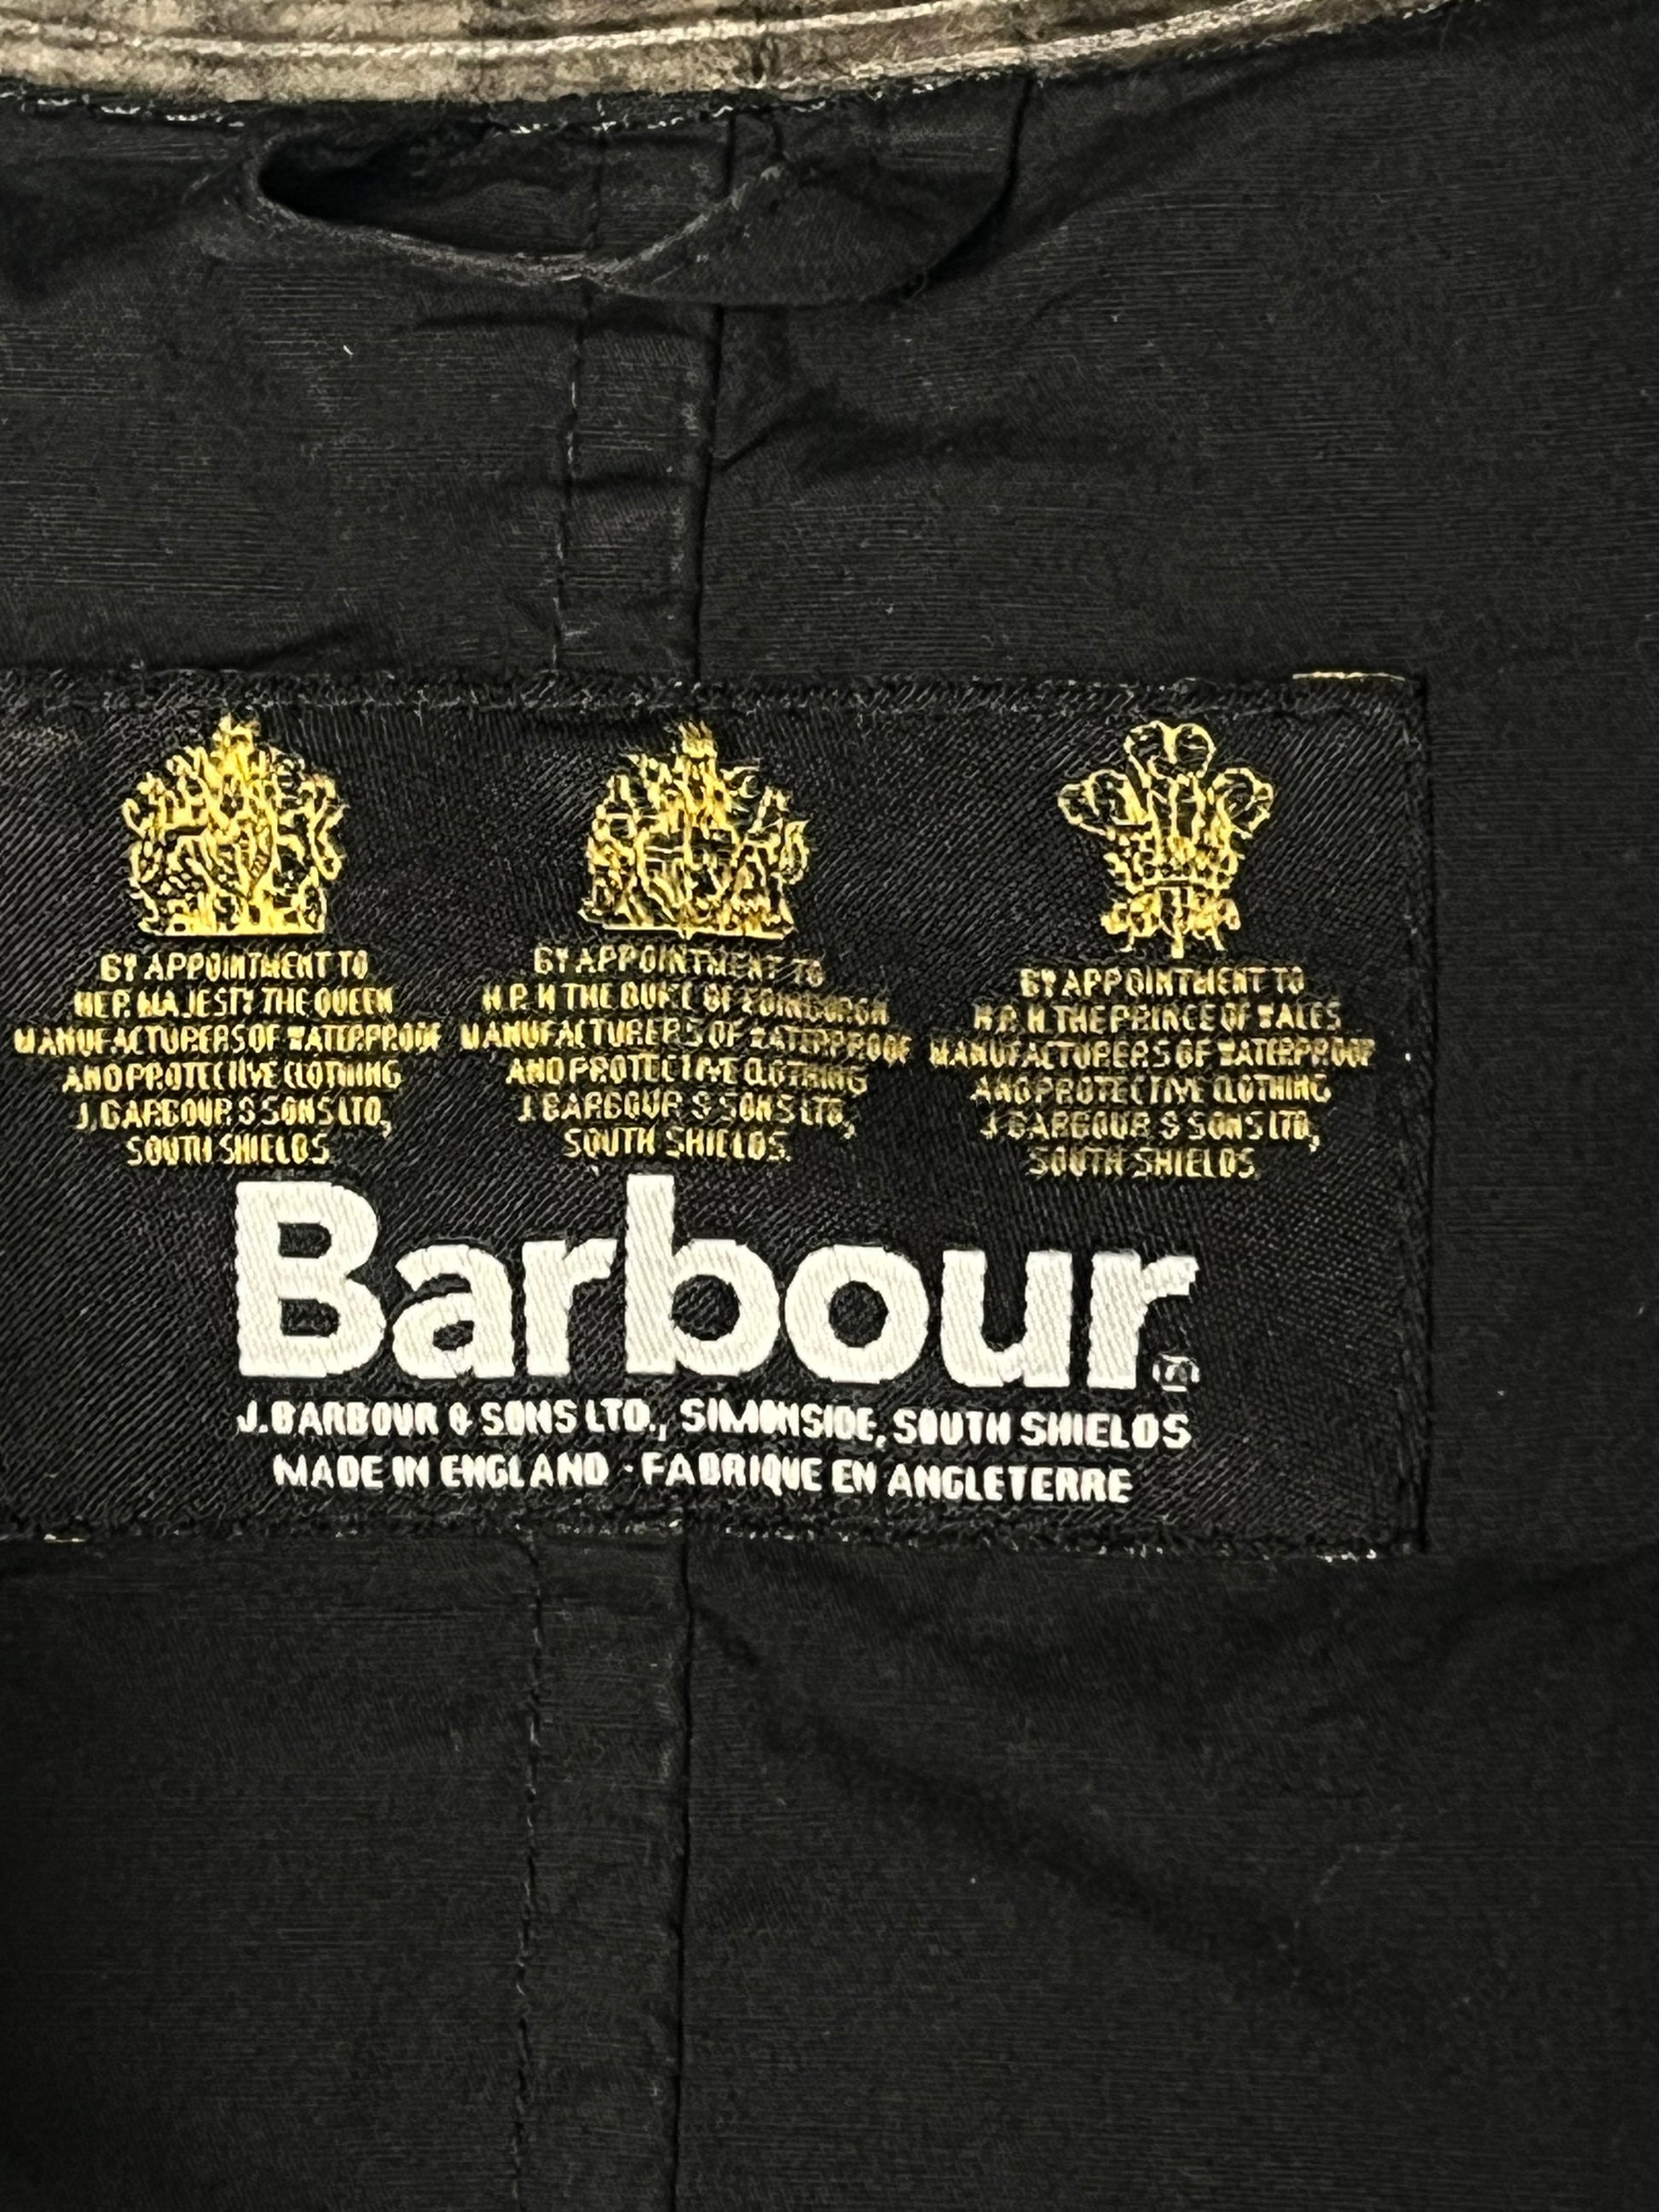 BY APPOINTMENT TO
HER MAJESTY THE QUEEN
MANUFACTURERS OF WATERPROOF
AND PROTECTIVE CLOTHING
J. BARBOUR & SONS LTD,
SOUTH SHIELDS
BY APPOINTMENT TO
H.R.H THE DUKE OF EDINBURGH
MANUFACTURERS OF WATERPROOF
AND PROTECTIVE CLOTHING
J BARBOUR & SONS LTD,
SOUTH SHIELDS.
BY APPOINTMENT TO
H.R.H THE PRINCE OF WALES
MANUFACTURERS OF WATERPROOF
AND PROTECTIVE CLOTHING
J BARBOUR & SONS LTD,
SOUTH SHIELDS
Barbour®
J. BARBOUR & SONS LTD., SIMONSIDE, SOUTH SHIELDS
MADE IN ENGLAND · FABRIQUE EN ANGLETERRE